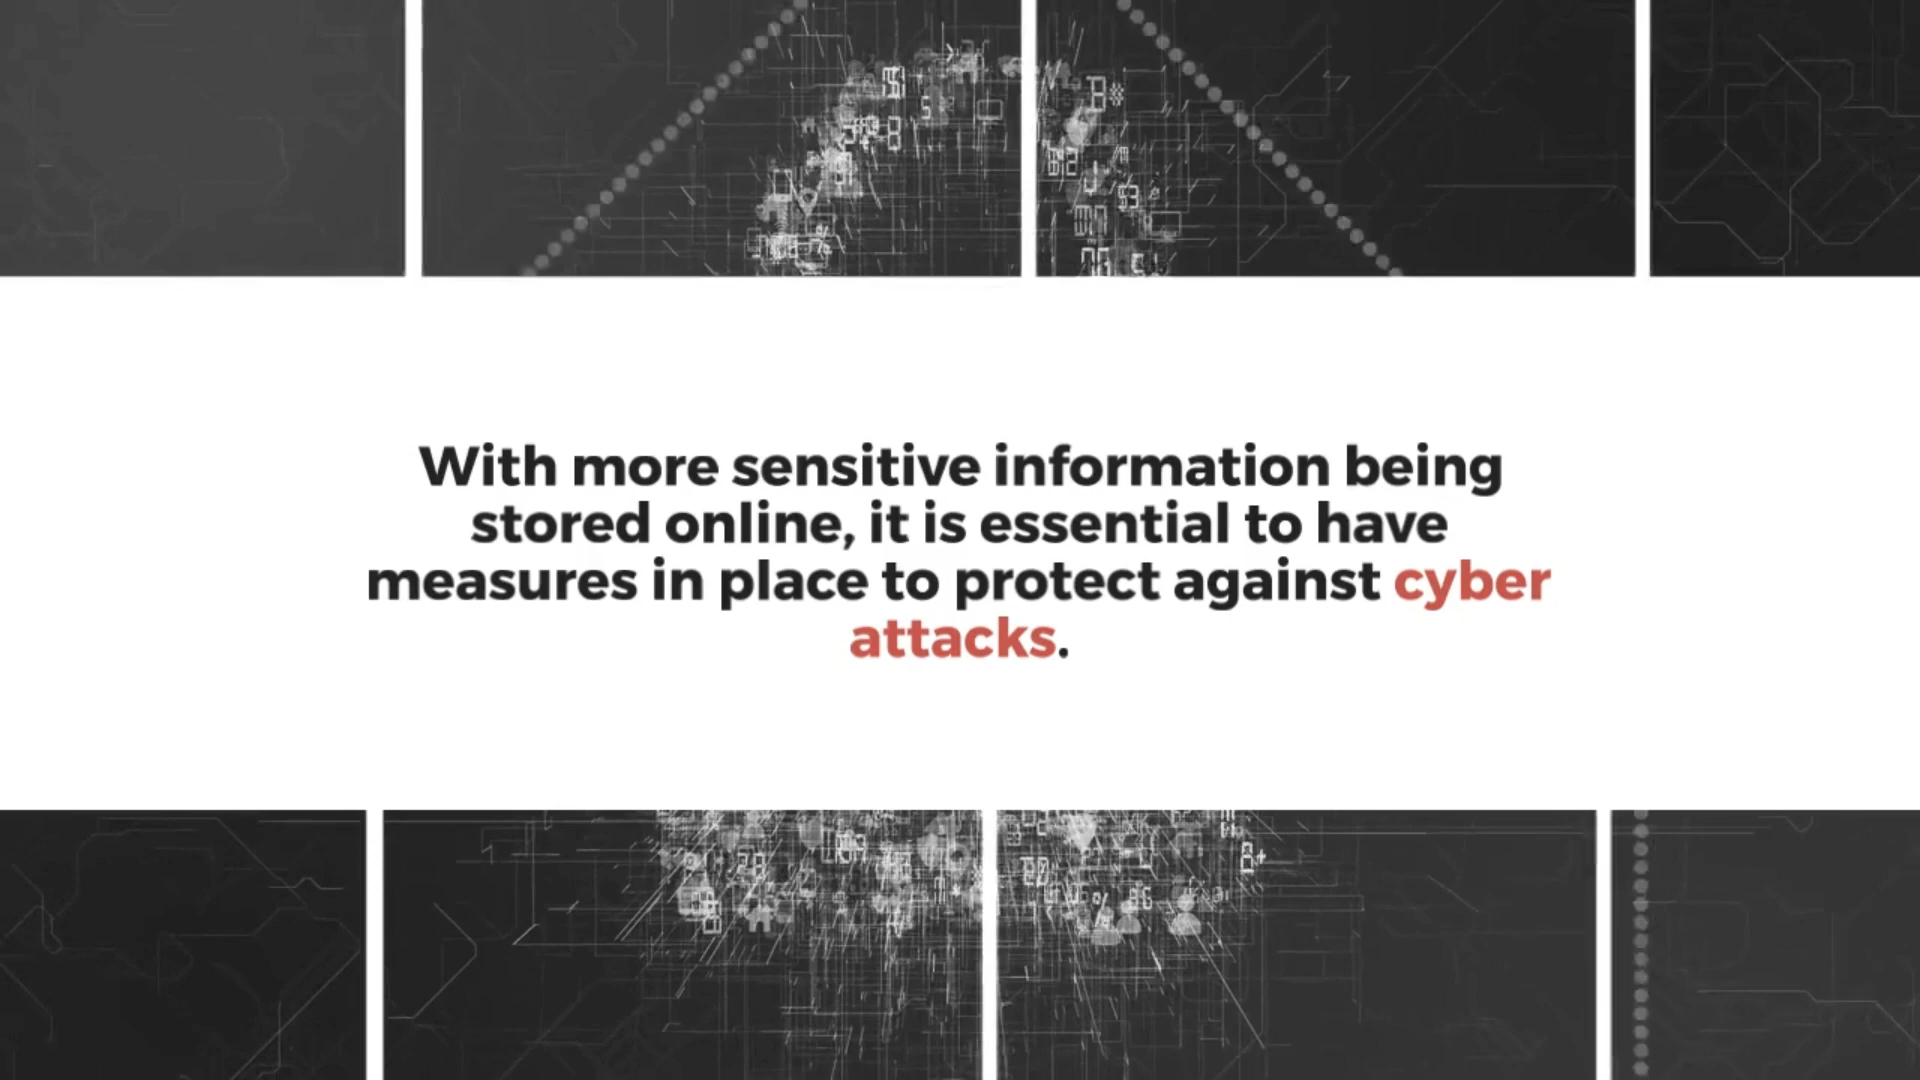 With more sensitive information being
stored online, it is essential to have
measures in place to protect against cyber
attacks.